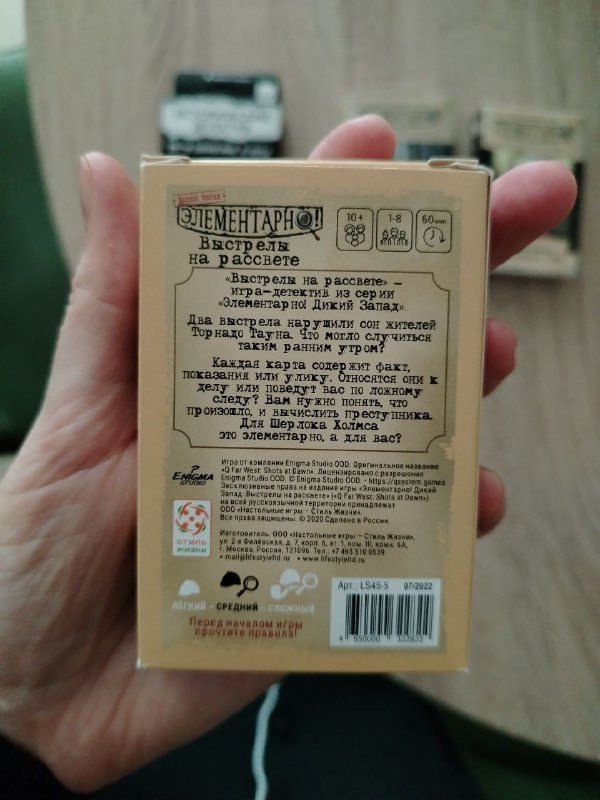 Дикий Запад
ЭЛЕМЕНТАРНО!
Выстрелы
на рассвете
10+
1-8
60мин
«Выстрелы на рассвете» –
игра-детектив из серии
«Элементарно! Дикий Запад».
Два выстрела нарушили сон жителей
Торнадо Тауна. Что могло случиться
таким ранним утром?
Каждая карта содержит факт,
показания или улику. Относятся они к
делу или поведут вас по ложному
следу? Вам нужно понять, что
произошло, и вычислить преступника.
Для Шерлока Холмса
это элементарно, а для вас?
ENIGMA
STUDIO
Игра от компании Enigma Studio OOD. Оригинальное название
«Q Far West: Shots at Dawn». Лицензировано с разрешения
Enigma Studio OOD. © Enigma Studio OOD. - https://qsystem.games
Эксклюзивные права на издание игры «Элементарно! Дикий
Запад: Выстрелы на рассвете» («Q Far West: Shots at Dawn»)
на всей русскоязычной территории принадлежат
ООО «Настольные игры – Стиль Жизни».
Все права защищены. © 2020 Сделано в России
СТИЛЬ
ЖИЗНИ
Изготовитель: ООО «Настольные игры – Стиль Жизни»,
ул. 2-я Филёвская, д. 7, корп. 6, эт. 1, пом. III, комн. 6А,
г. Москва, Россия, 121096 Тел.: +7 495 510 0539
• mail@lifestyleltd.ru • www.lifestyleltd.ru
ЛЁГКИЙ - СРЕДНИЙ - СЛОЖНЫЙ
Перед началом игры
прочтите правила!
Арт.: LS45-S 07/2022
4 650000 322822